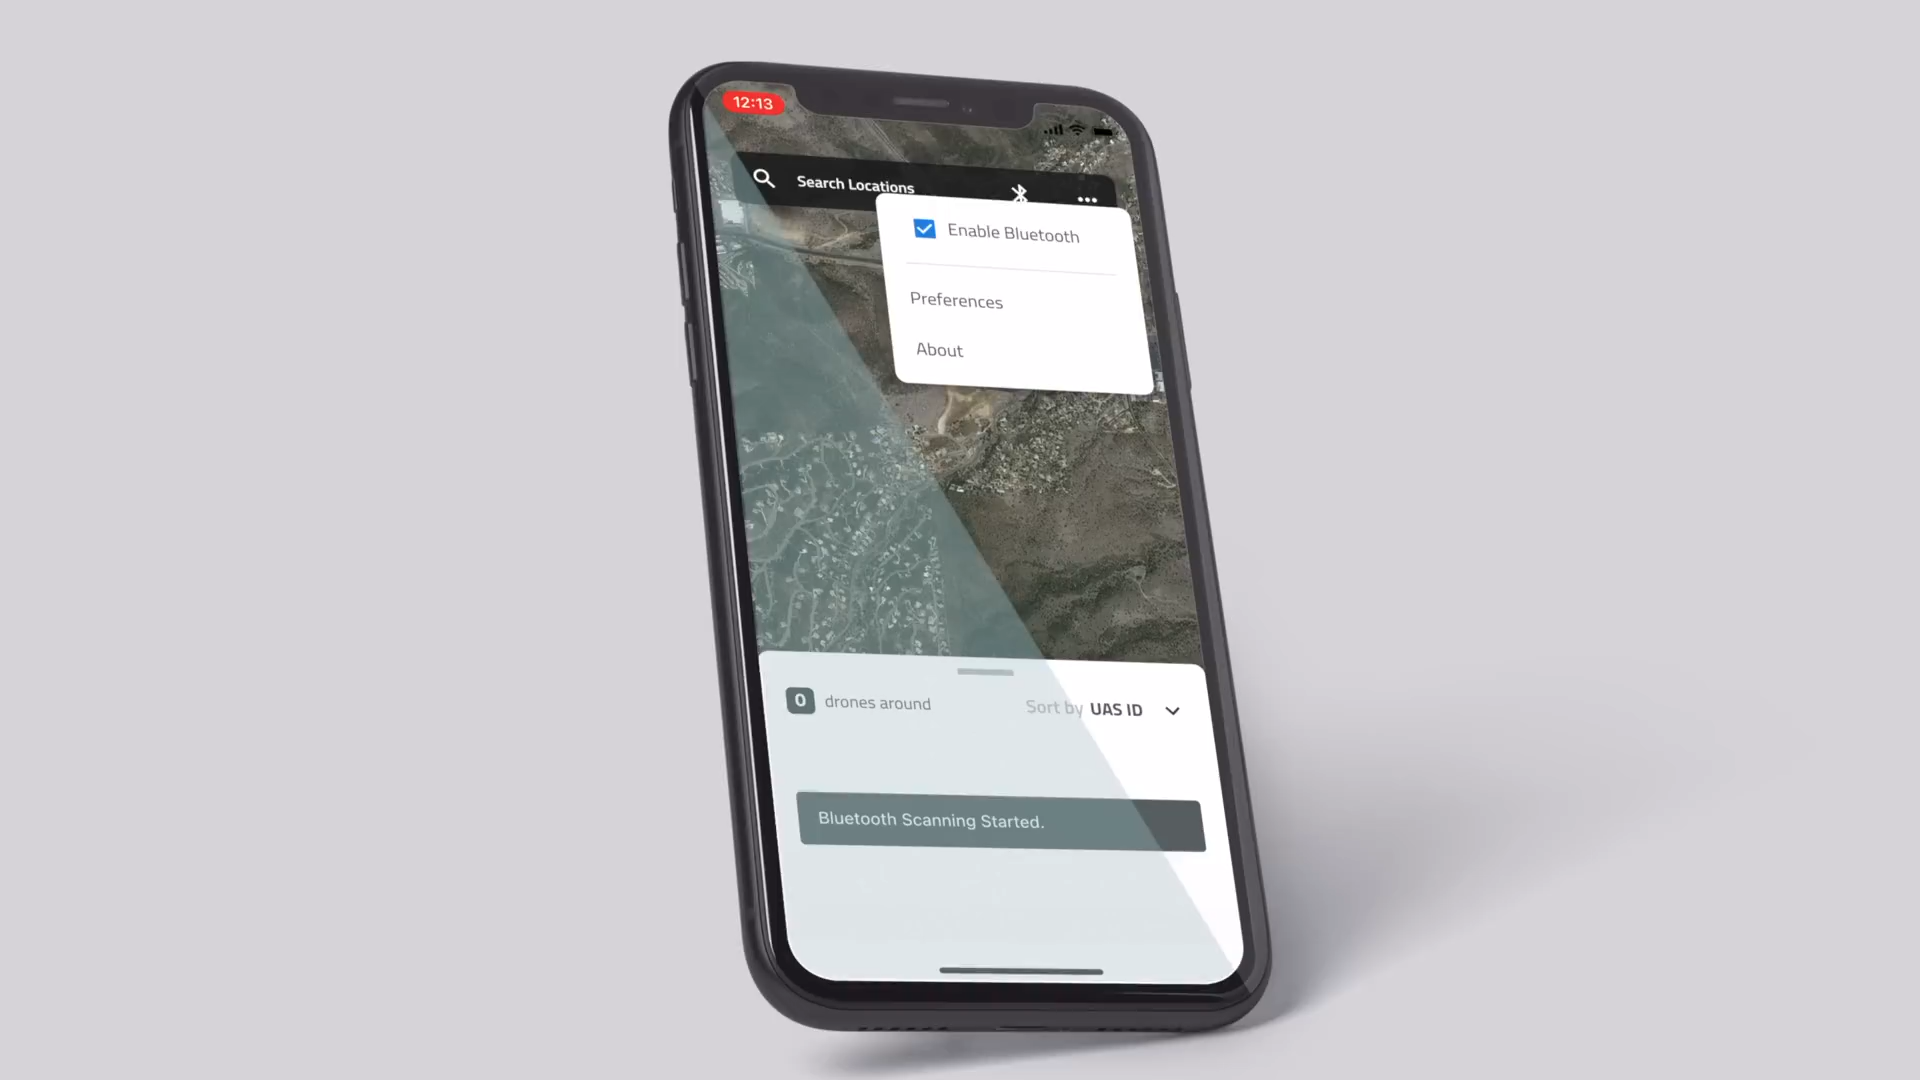 12:13
Search Locations
Enable Bluetooth
Preferences
About
0 drones around
Sort by UAS ID
Bluetooth Scanning Started.